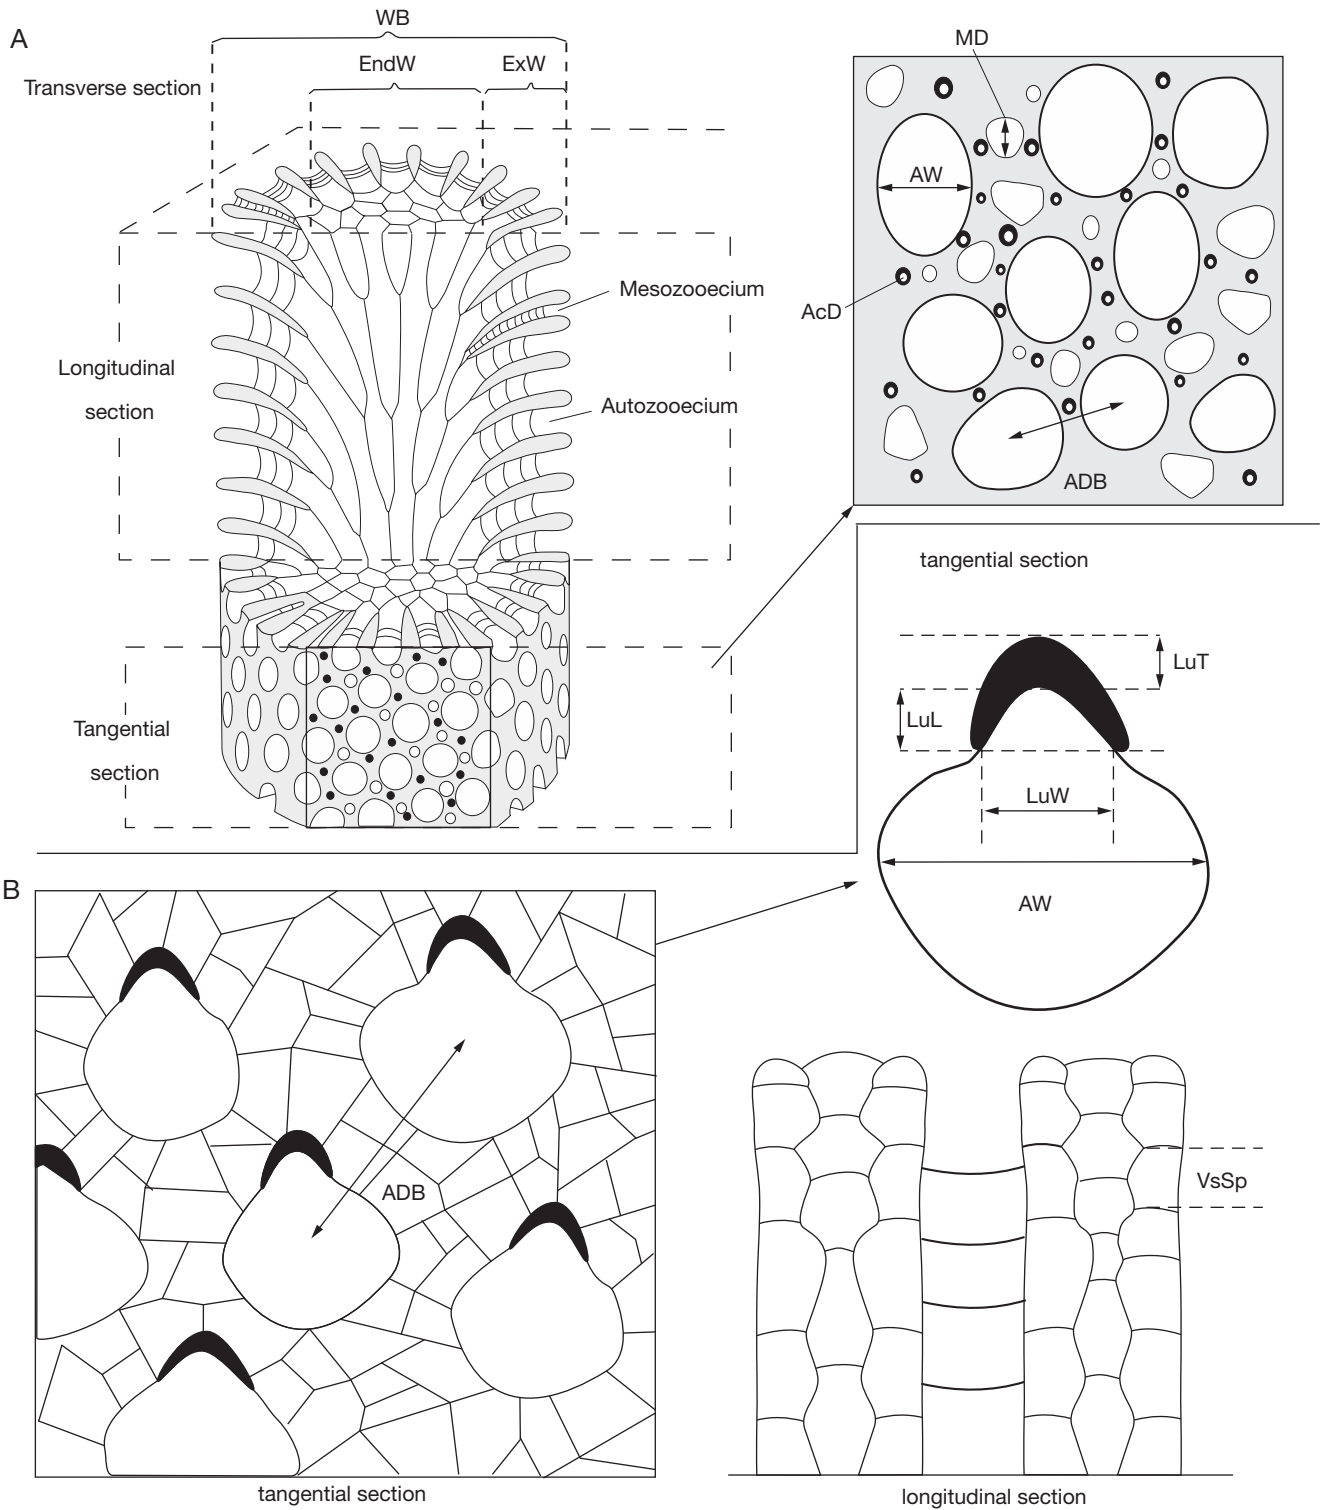 A
WB
EndW
ExW
Transverse section
Mesozooecium
Longitudinal
section
Autozooecium
Tangential
section
MD
AW
AcD
ADB
tangential section
LuT
LuL
LuW
AW
B
ADB
tangential section
VsSp
longitudinal section